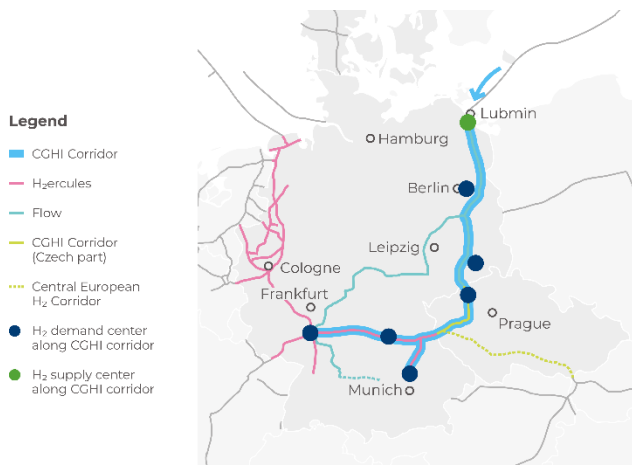 Legend
CGHI Corridor
H₂ercules
Flow
CGHI Corridor
(Czech part)
Central European
H₂ Corridor
H₂ demand center
along CGHI corridor
H₂ supply center
along CGHI corridor
Lubmin
Hamburg
Berlin
Leipzig
Cologne
Frankfurt
Prague
Munich